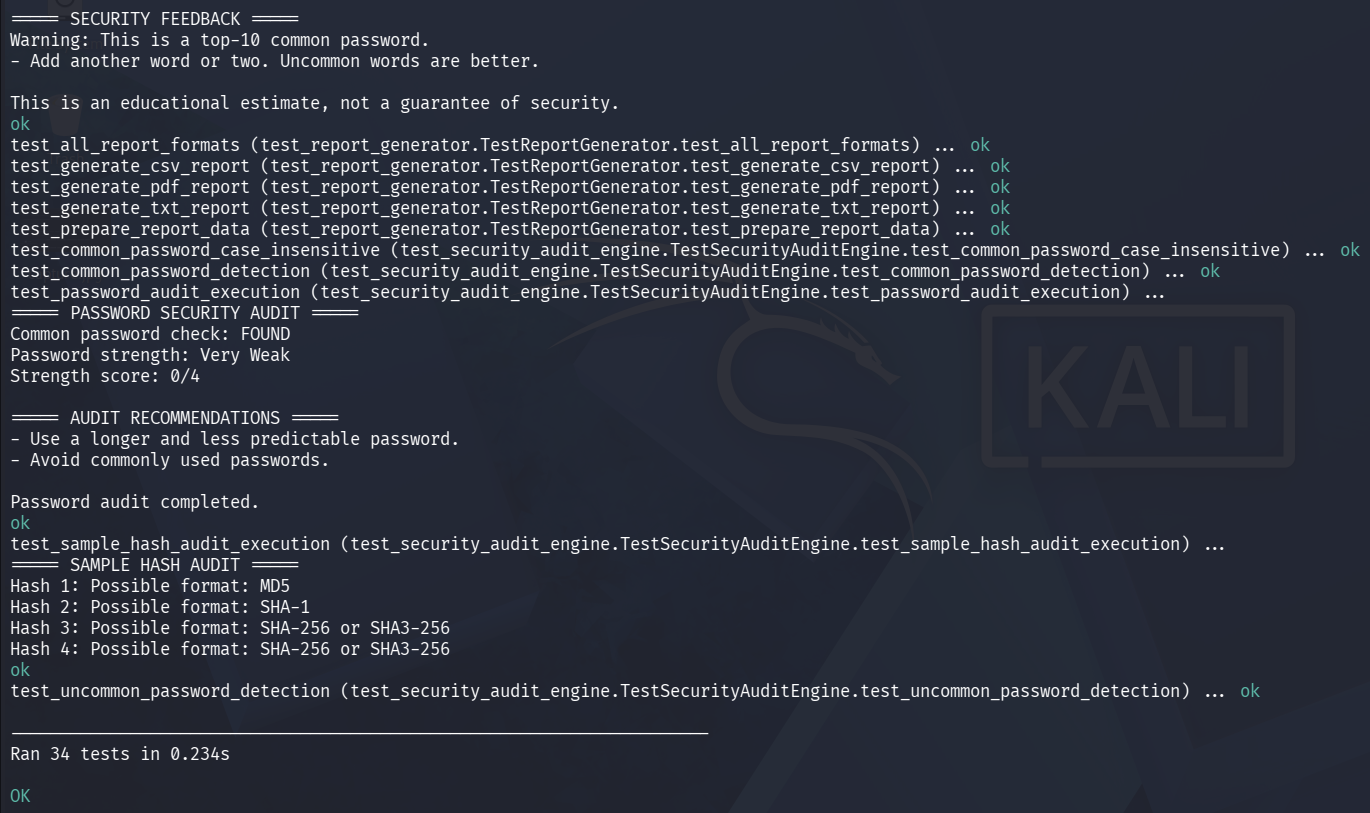 ===== SECURITY FEEDBACK =====
Warning: This is a top-10 common password.
- Add another word or two. Uncommon words are better.
This is an educational estimate, not a guarantee of security.
ok
test_all_report_formats (test_report_generator.TestReportGenerator.test_all_report_formats) ... ok
test_generate_csv_report (test_report_generator.TestReportGenerator.test_generate_csv_report) ... ok
test_generate_pdf_report (test_report_generator.TestReportGenerator.test_generate_pdf_report) ... ok
test_generate_txt_report (test_report_generator.TestReportGenerator.test_generate_txt_report) ... ok
test_prepare_report_data (test_report_generator.TestReportGenerator.test_prepare_report_data) ... ok
test_common_password_case_insensitive (test_security_audit_engine.TestSecurityAuditEngine.test_common_password_case_insensitive) ... ok
test_common_password_detection (test_security_audit_engine.TestSecurityAuditEngine.test_common_password_detection) ... ok
test_password_audit_execution (test_security_audit_engine.TestSecurityAuditEngine.test_password_audit_execution) ...
===== PASSWORD SECURITY AUDIT =====
Common password check: FOUND
Password strength: Very Weak
Strength score: 0/4
===== AUDIT RECOMMENDATIONS =====
- Use a longer and less predictable password.
- Avoid commonly used passwords.
Password audit completed.
ok
test_sample_hash_audit_execution (test_security_audit_engine.TestSecurityAuditEngine.test_sample_hash_audit_execution) ...
===== SAMPLE HASH AUDIT =====
Hash 1: Possible format: MD5
Hash 2: Possible format: SHA-1
Hash 3: Possible format: SHA-256 or SHA3-256
Hash 4: Possible format: SHA-256 or SHA3-256
ok
test_uncommon_password_detection (test_security_audit_engine.TestSecurityAuditEngine.test_uncommon_password_detection) ... ok
----------------------------------------------------------------------
Ran 34 tests in 0.234s
OK
KALI